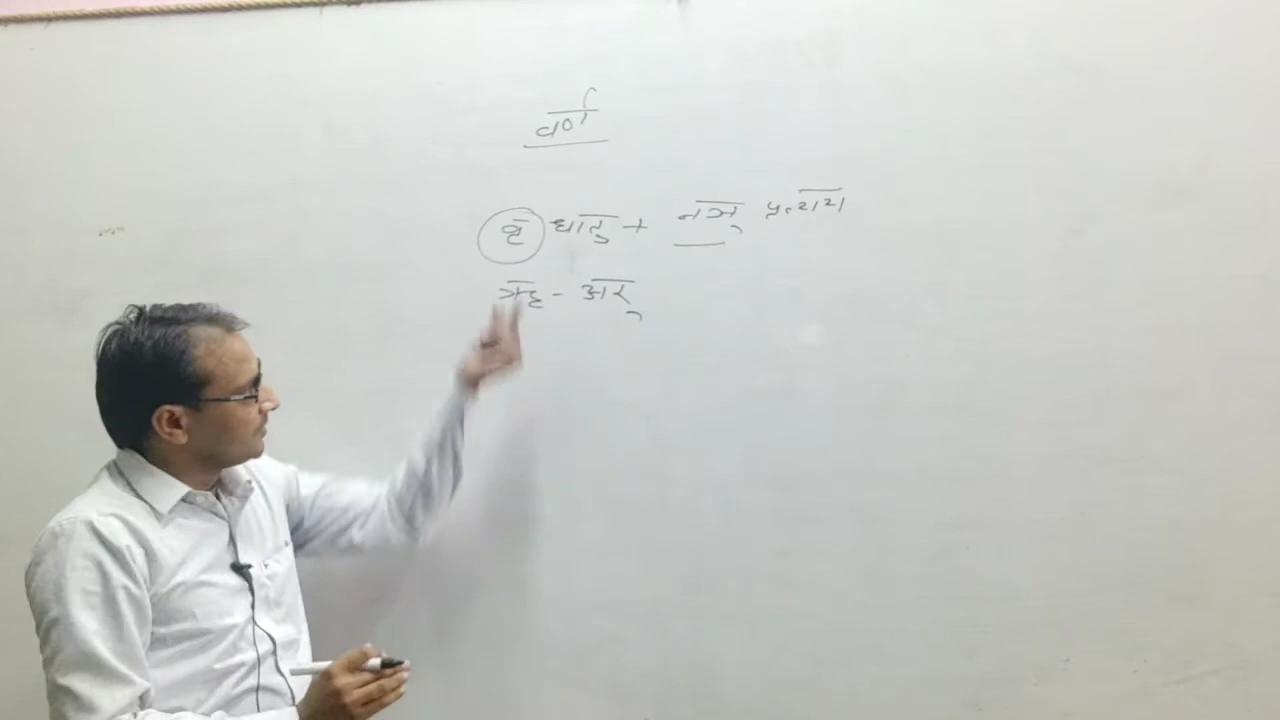 वर्ण
वृ धातु + नञ् प्रत्यय
ऋ - अर्